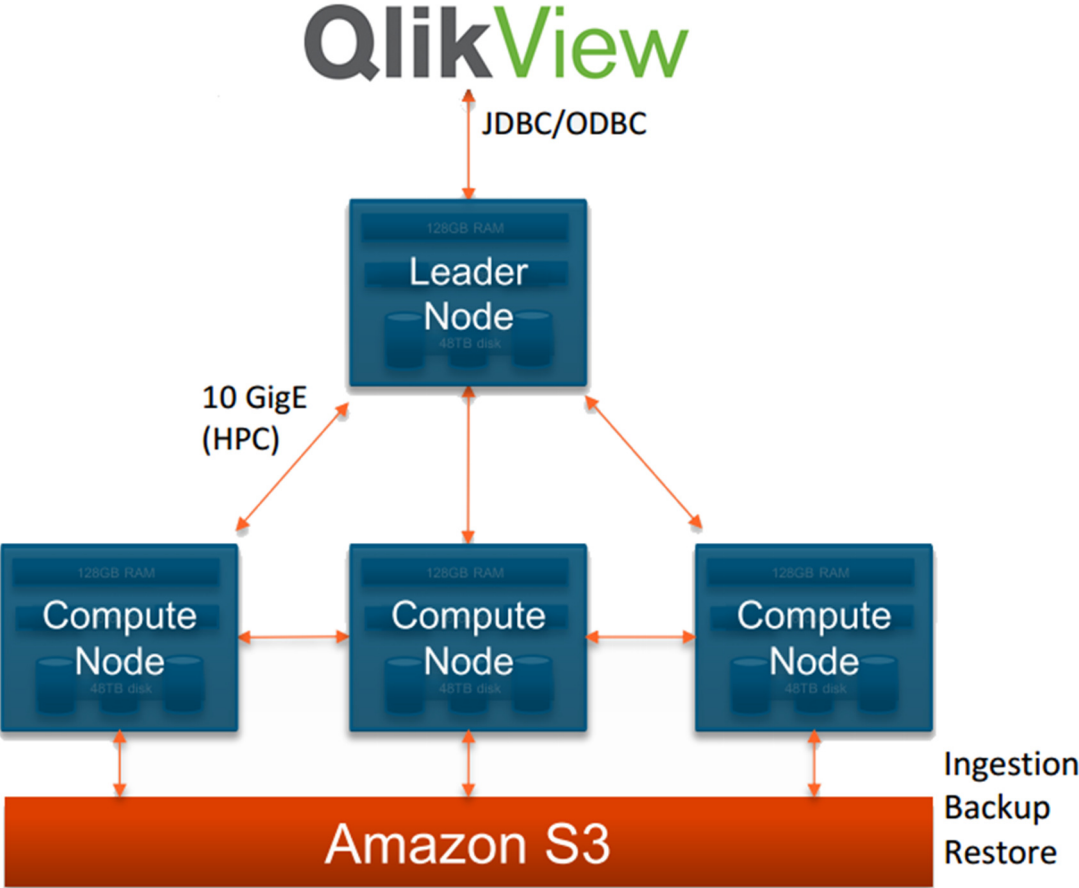 QlikView
JDBC/ODBC
128GB RAM
Leader
Node
48TB disk
10 GigE
(HPC)
128GB RAM
Compute
Node
48TB disk
128GB RAM
Compute
Node
48TB disk
128GB RAM
Compute
Node
48TB disk
Ingestion
Backup
Restore
Amazon S3